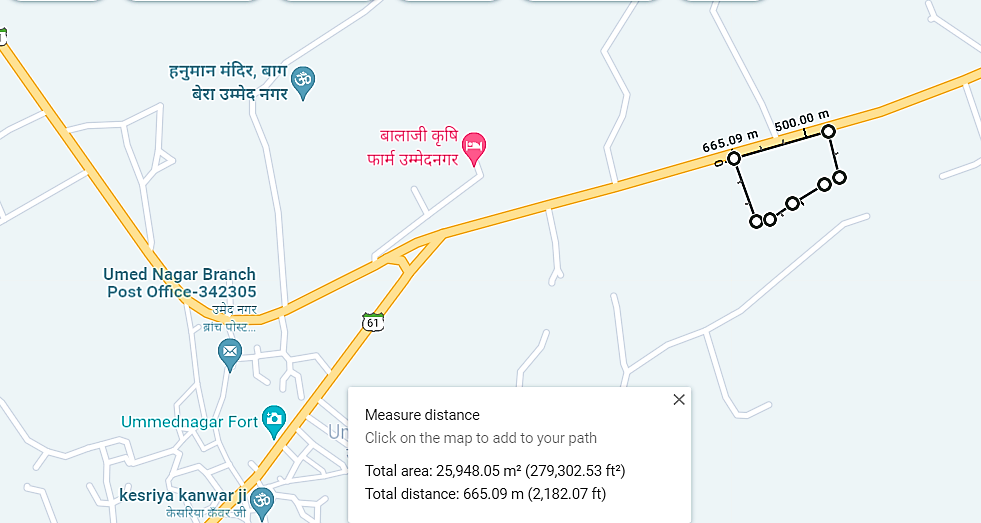 हनुमान मंदिर, बाग
बेरा उम्मेद नगर
बालाजी कृषि
फार्म उम्मेदनगर
665.09 m
500.00 m
0
Umed Nagar Branch
Post Office-342305
उमेद नगर
ब्रांच पोस्ट...
61
Ummednagar Fort
kesriya kanwar ji
केसरिया कँवर जी
Measure distance
Click on the map to add to your path
Total area: 25,948.05 m² (279,302.53 ft²)
Total distance: 665.09 m (2,182.07 ft)